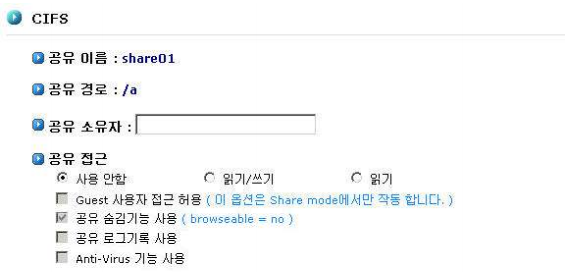 CIFS
공유 이름 : share01
공유 경로 : /a
공유 소유자 :
공유 접근
사용 안함 읽기/쓰기 읽기
Guest 사용자 접근 허용 ( 이 옵션은 Share mode에서만 작동 합니다. )
공유 숨김기능 사용 ( browseable = no )
공유 로그기록 사용
Anti-Virus 기능 사용